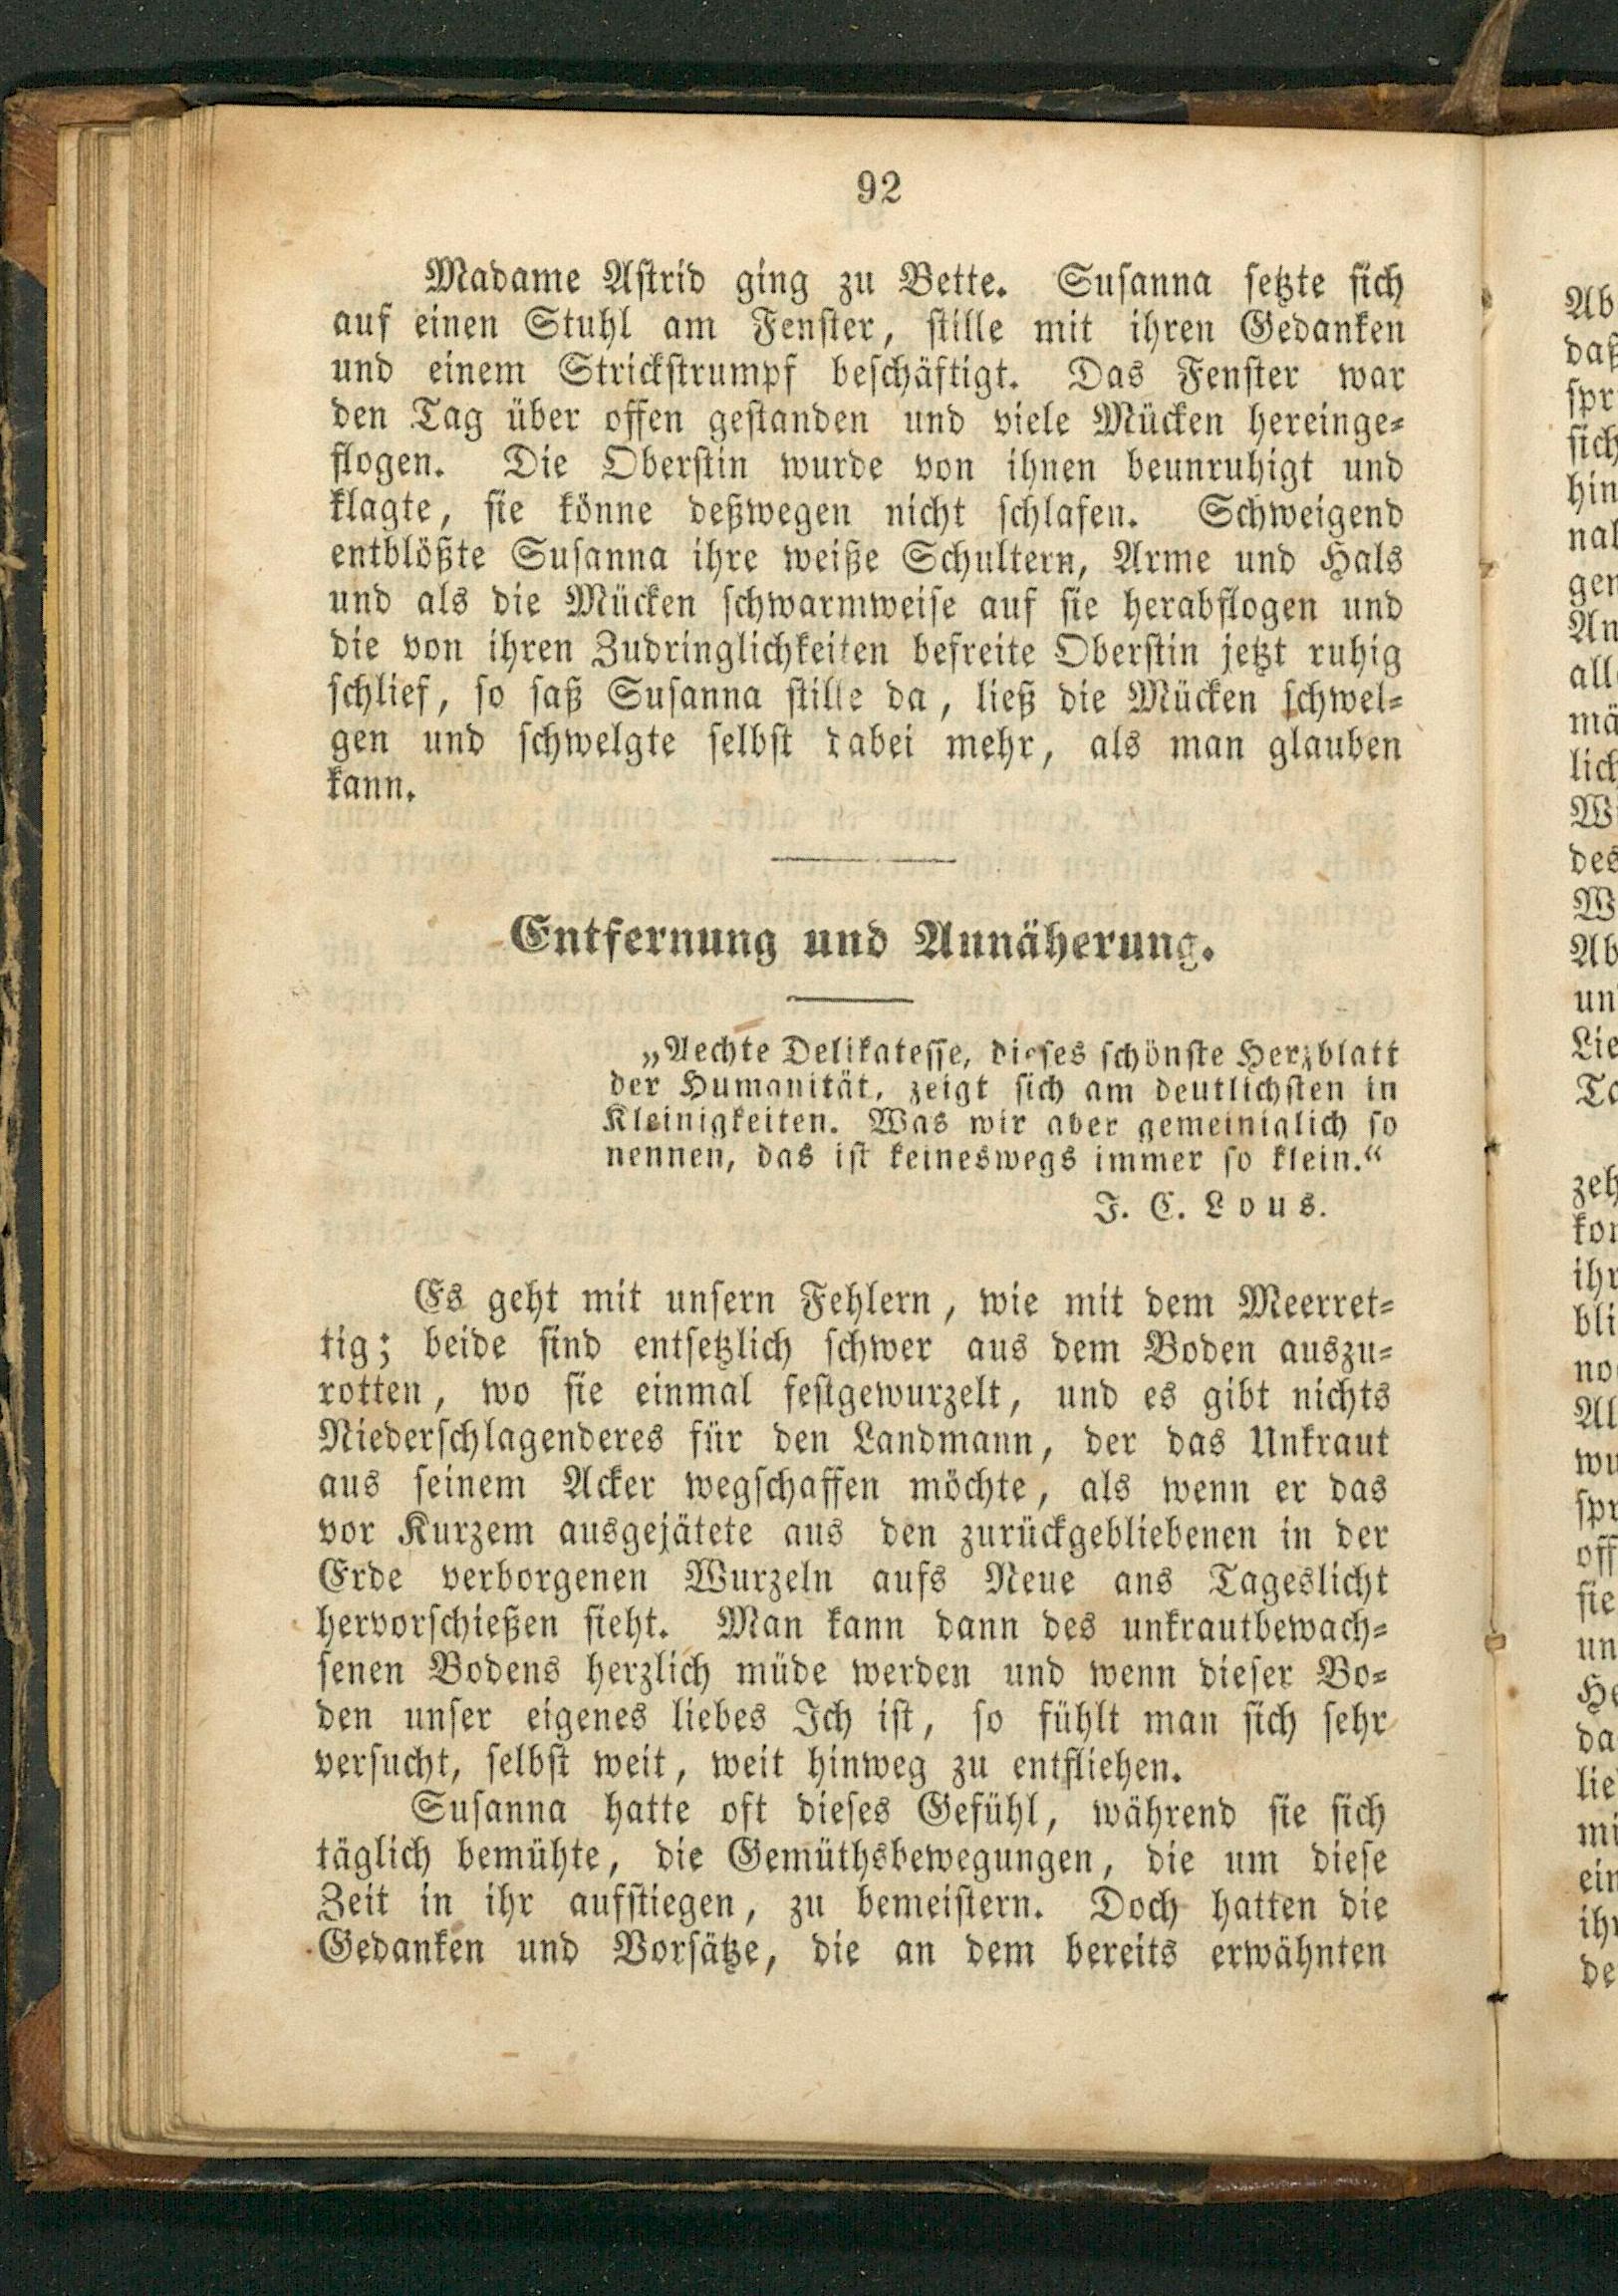 92
Madame Astrid ging zu Bette. Susanna setzte sich
auf einen Stuhl am Fenster, stille mit ihren Gedanken
und einem Strickstrumpf beschäftigt. Das Fenster war
den Tag über offen gestanden und viele Mücken hereinge-
flogen. Die Oberstin wurde von ihnen beunruhigt und
klagte, sie könne deßwegen nicht schlafen. Schweigend
entblößte Susanna ihre weiße Schultern, Arme und Hals
und als die Mücken schwarmweise auf sie herabflogen und
die von ihren Zudringlichkeiten befreite Oberstin jetzt ruhig
schlief, so saß Susanna stille da, ließ die Mücken schwel-
gen und schwelgte selbst dabei mehr, als man glauben
kann.
Entfernung und Annäherung.
„Aechte Delikatesse, dieses schönste Herzblatt
der Humanität, zeigt sich am deutlichsten in
Kleinigkeiten. Was wir aber gemeiniglich so
nennen, das ist keineswegs immer so klein.“
J. C. Lous.
Es geht mit unsern Fehlern, wie mit dem Meerret-
tig; beide sind entsetzlich schwer aus dem Boden auszu-
rotten, wo sie einmal festgewurzelt, und es gibt nichts
Niederschlagenderes für den Landmann, der das Unkraut
aus seinem Acker wegschaffen möchte, als wenn er das
vor Kurzem ausgejätete aus den zurückgebliebenen in der
Erde verborgenen Wurzeln aufs Neue ans Tageslicht
hervorschießen sieht. Man kann dann des unkrautbewach-
senen Bodens herzlich müde werden und wenn dieser Bo-
den unser eigenes liebes Ich ist, so fühlt man sich sehr
versucht, selbst weit, weit hinweg zu entfliehen.
Susanna hatte oft dieses Gefühl, während sie sich
täglich bemühte, die Gemüthsbewegungen, die um diese
Zeit in ihr aufstiegen, zu bemeistern. Doch hatten die
Gedanken und Vorsätze, die an dem bereits erwähnten